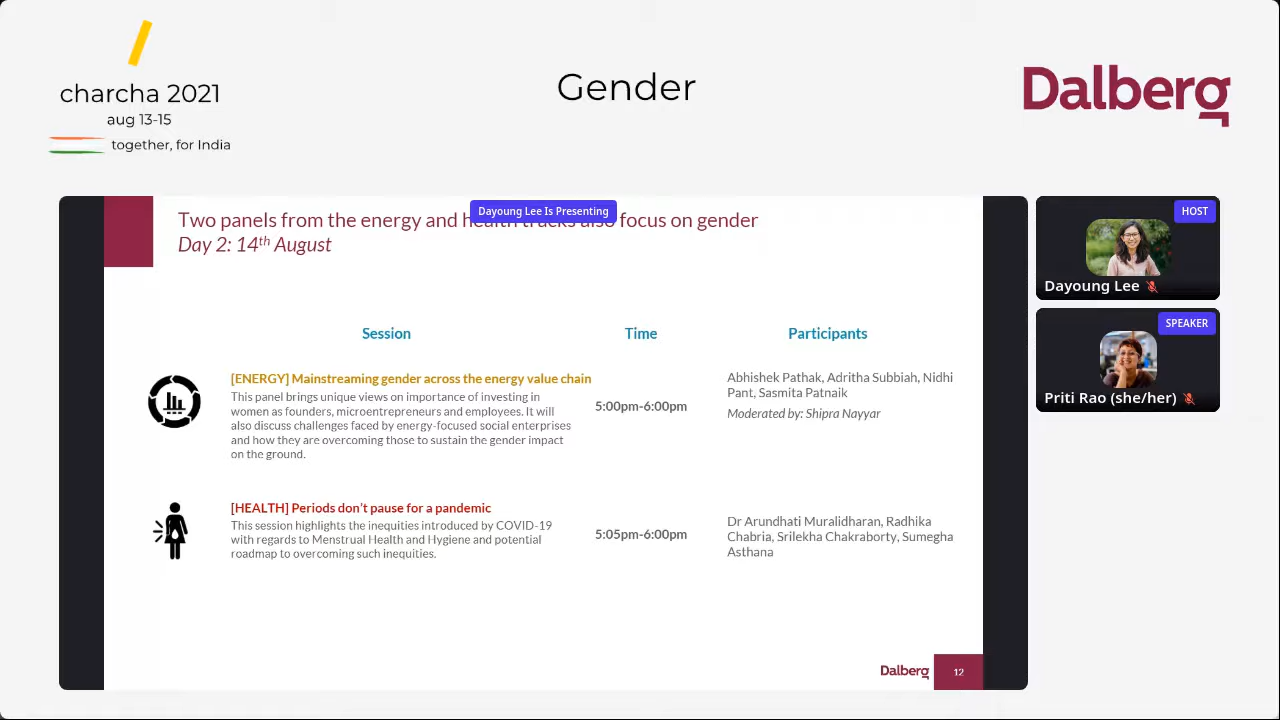 charcha 2021
aug 13-15
together, for India
Gender
Dalberg
Dayoung Lee Is Presenting
Two panels from the energy and health tracks also focus on gender
Day 2: 14th August
Session
Time
Participants
[ENERGY] Mainstreaming gender across the energy value chain
This panel brings unique views on importance of investing in
women as founders, microentrepreneurs and employees. It will
also discuss challenges faced by energy-focused social enterprises
and how they are overcoming those to sustain the gender impact
on the ground.
5:00pm-6:00pm
Abhishek Pathak, Adritha Subbiah, Nidhi
Pant, Sasmita Patnaik
Moderated by: Shipra Nayyar
[HEALTH] Periods don't pause for a pandemic
This session highlights the inequities introduced by COVID-19
with regards to Menstrual Health and Hygiene and potential
roadmap to overcoming such inequities.
5:05pm-6:00pm
Dr Arundhati Muralidharan, Radhika
Chabria, Srilekha Chakraborty, Sumegha
Asthana
Dalberg
12
HOST
Dayoung Lee
SPEAKER
Priti Rao (she/her)